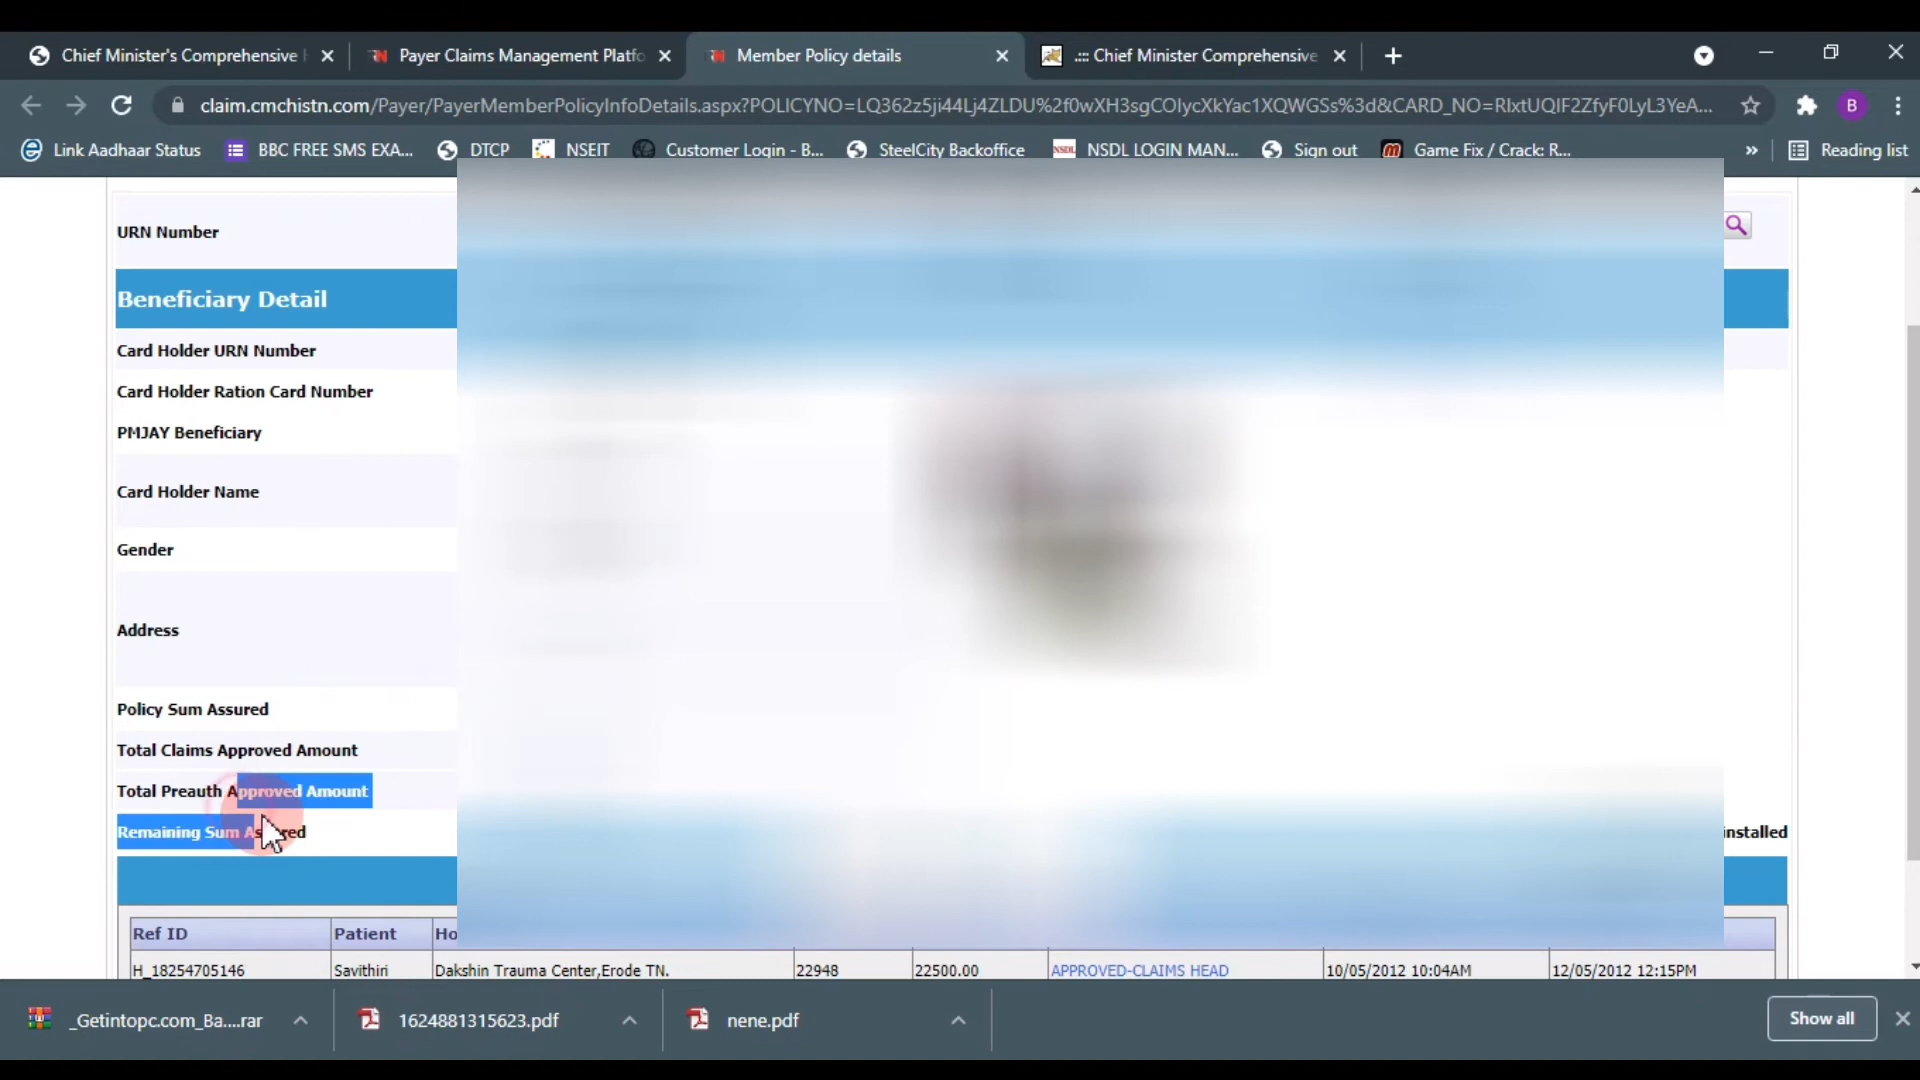 Chief Minister's Comprehensive
Payer Claims Management Platfo
Member Policy details
.::: Chief Minister Comprehensive
claim.cmchistn.com/Payer/PayerMemberPolicyInfoDetails.aspx?POLICYNO=LQ362z5ji44Lj4ZLDU%2f0wXH3sgCOIycXkYac1XQWGSs%3d&CARD_NO=RIxtUQIF2ZfyF0LyL3YeA...
B
Link Aadhaar Status
BBC FREE SMS EXA...
DTCP
NSEIT
Customer Login - B...
SteelCity Backoffice
NSDL LOGIN MAN...
Sign out
Game Fix / Crack: R...
»
Reading list
URN Number
Beneficiary Detail
Card Holder URN Number
Card Holder Ration Card Number
PMJAY Beneficiary
Card Holder Name
Gender
Address
Policy Sum Assured
Total Claims Approved Amount
Total Preauth Approved Amount
Remaining Sum Assured
installed
Ref ID Patient Ho
H_18254705146 Savithiri Dakshin Trauma Center,Erode TN. 22948 22500.00 APPROVED-CLAIMS HEAD 10/05/2012 10:04AM 12/05/2012 12:15PM
_Getintopc.com_Ba....rar
1624881315623.pdf
nene.pdf
Show all